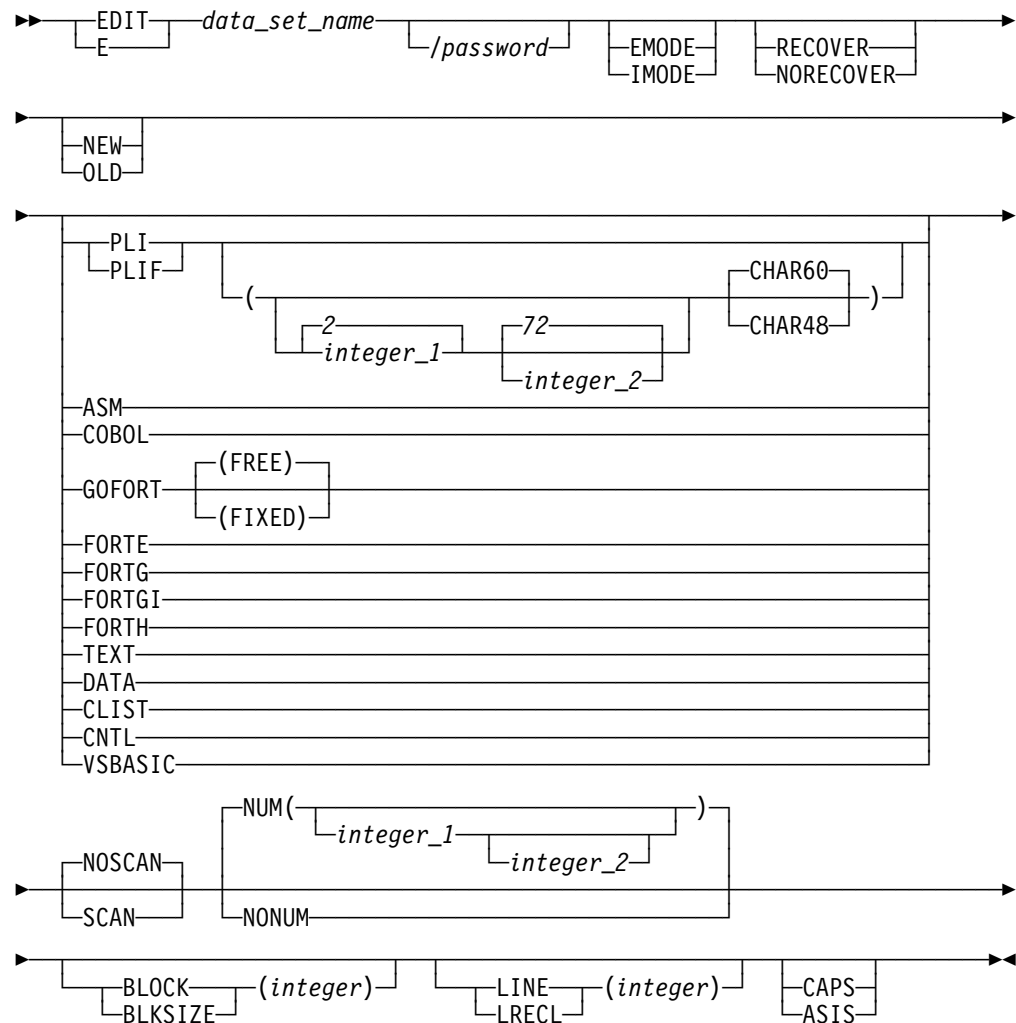 EDIT data_set_name
E /password EMODE RECOVER
IMODE NORECOVER
NEW
OLD
PLI
PLIF CHAR60
( )
2 72 CHAR48
integer_1
integer_2
ASM
COBOL
(FREE)
GOFORT
(FIXED)
FORTE
FORTG
FORTGI
FORTH
TEXT
DATA
CLIST
CNTL
VSBASIC
NUM( )
integer_1
NOSCAN integer_2
SCAN NONUM
BLOCK (integer) LINE (integer) CAPS
BLKSIZE LRECL ASIS